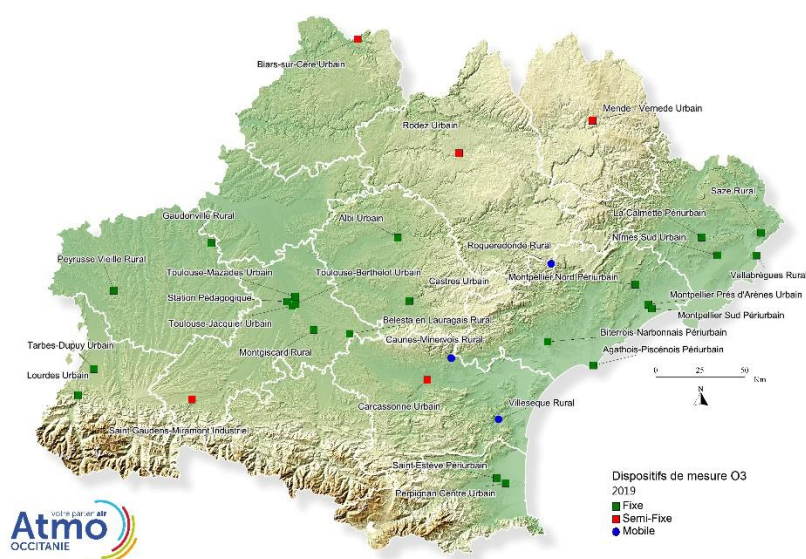 Biars-sur-Cère Urbain
Mende - Vernede Urbain
Rodez Urbain
Saze Rural
La Calmette Périurbain
Gaudonville Rural
Albi Urbain
Nîmes Sud Urbain
Roqueredonde Rural
Peyrusse Vieille Rural
Toulouse-Mazades Urbain
Toulouse-Berthelot Urbain
Montpellier Nord Périurbain
Vallabrègues Rural
Castres Urbain
Station Pédagogique
Montpellier Prés d'Arènes Urbain
Toulouse-Jacquier Urbain
Belesta en Lauragais Rural
Montpellier Sud Périurbain
Biterrois-Narbonnais Périurbain
Caunes-Minervois Rural
Tarbes-Dupuy Urbain
Montgiscard Rural
Agathois-Piscénois Périurbain
Lourdes Urbain
0 25 50
Km
N
Carcassonne Urbain
Villeseque Rural
Saint-Gaudens-Miramont Industriel
Saint-Estève Périurbain
Perpignan Centre Urbain
Dispositifs de mesure O3
2019
Fixe
Semi-Fixe
Mobile
votre parten'air
Atmo
OCCITANIE